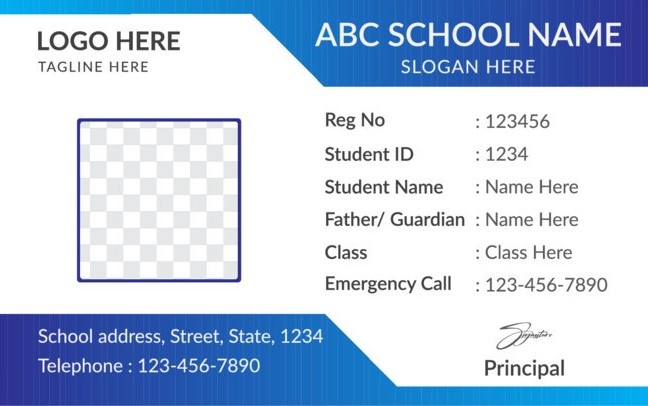 LOGO HERE
TAGLINE HERE
ABC SCHOOL NAME
SLOGAN HERE
Reg No : 123456
Student ID : 1234
Student Name : Name Here
Father/ Guardian : Name Here
Class : Class Here
Emergency Call : 123-456-7890
School address, Street, State, 1234
Telephone : 123-456-7890
Principal